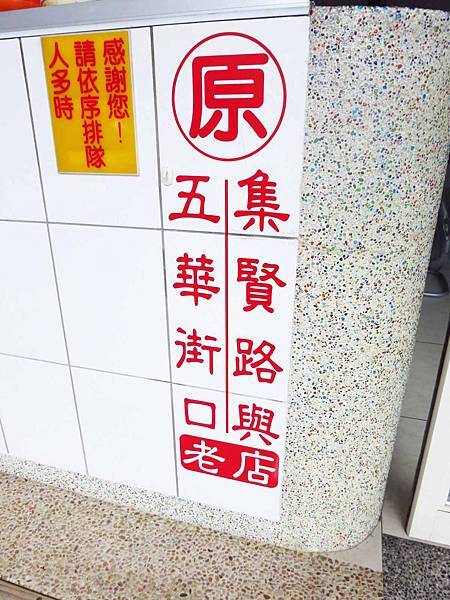 人多時
請依序排隊
感謝您！
原
集賢路與
五華街口
老店